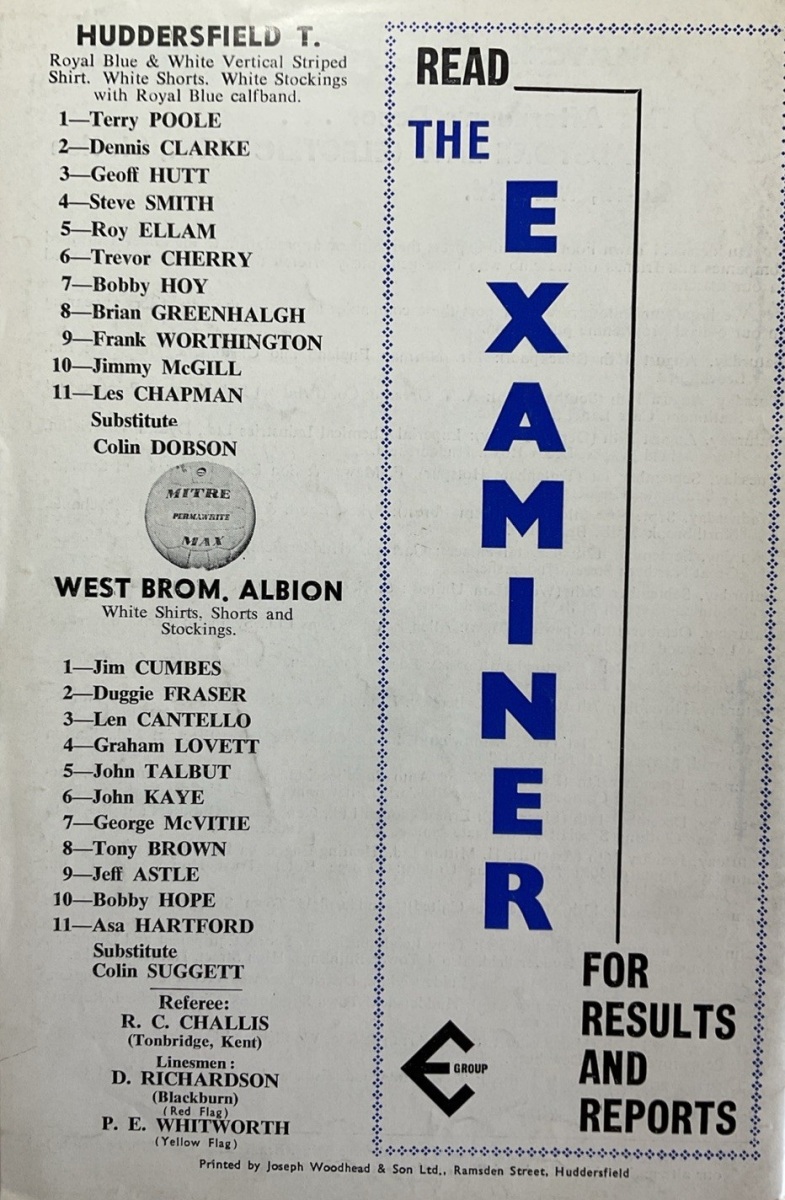 HUDDERSFIELD T.
Royal Blue & White Vertical Striped
Shirt. White Shorts. White Stockings
with Royal Blue calfband.
1—Terry POOLE
2—Dennis CLARKE
3—Geoff HUTT
4—Steve SMITH
5—Roy ELLAM
6—Trevor CHERRY
7—Bobby HOY
8—Brian GREENHALGH
9—Frank WORTHINGTON
10—Jimmy McGILL
11—Les CHAPMAN
Substitute
Colin DOBSON
MITRE
PERMAWHITE
MAX
WEST BROM. ALBION
White Shirts, Shorts and
Stockings.
1—Jim CUMBES
2—Duggie FRASER
3—Len CANTELLO
4—Graham LOVETT
5—John TALBUT
6—John KAYE
7—George McVITIE
8—Tony BROWN
9—Jeff ASTLE
10—Bobby HOPE
11—Asa HARTFORD
Substitute
Colin SUGGETT
Referee:
R. C. CHALLIS
(Tonbridge, Kent)
Linesmen :
D. RICHARDSON
(Blackburn)
(Red Flag)
P. E. WHITWORTH
(Yellow Flag)
READ
THE
EXAMINER
FOR
RESULTS
AND
REPORTS
E GROUP
Printed by Joseph Woodhead & Son Ltd., Ramsden Street, Huddersfield